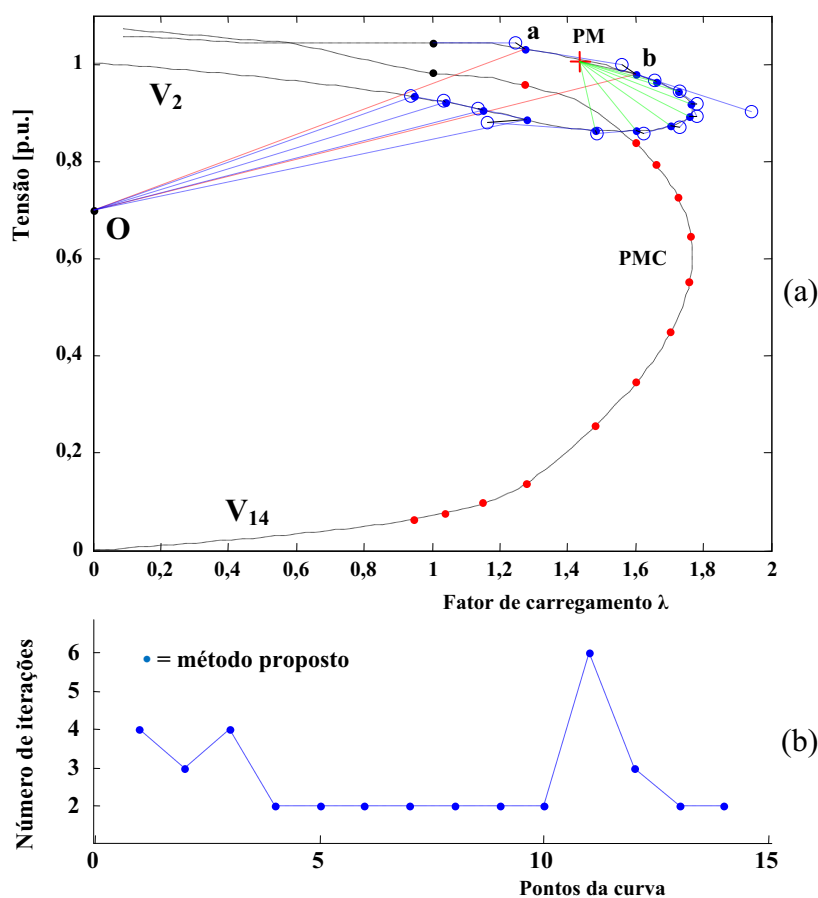 Tensão [p.u.]
1
0,8
0,6
0,4
0,2
0
a
PM
b
V2
O
PMC
(a)
V14
0 0,2 0,4 0,6 0,8 1 1,2 1,4 1,6 1,8 2
Fator de carregamento λ
Número de iterações
6
5
4
3
2
= método proposto
(b)
0 5 10 15
Pontos da curva